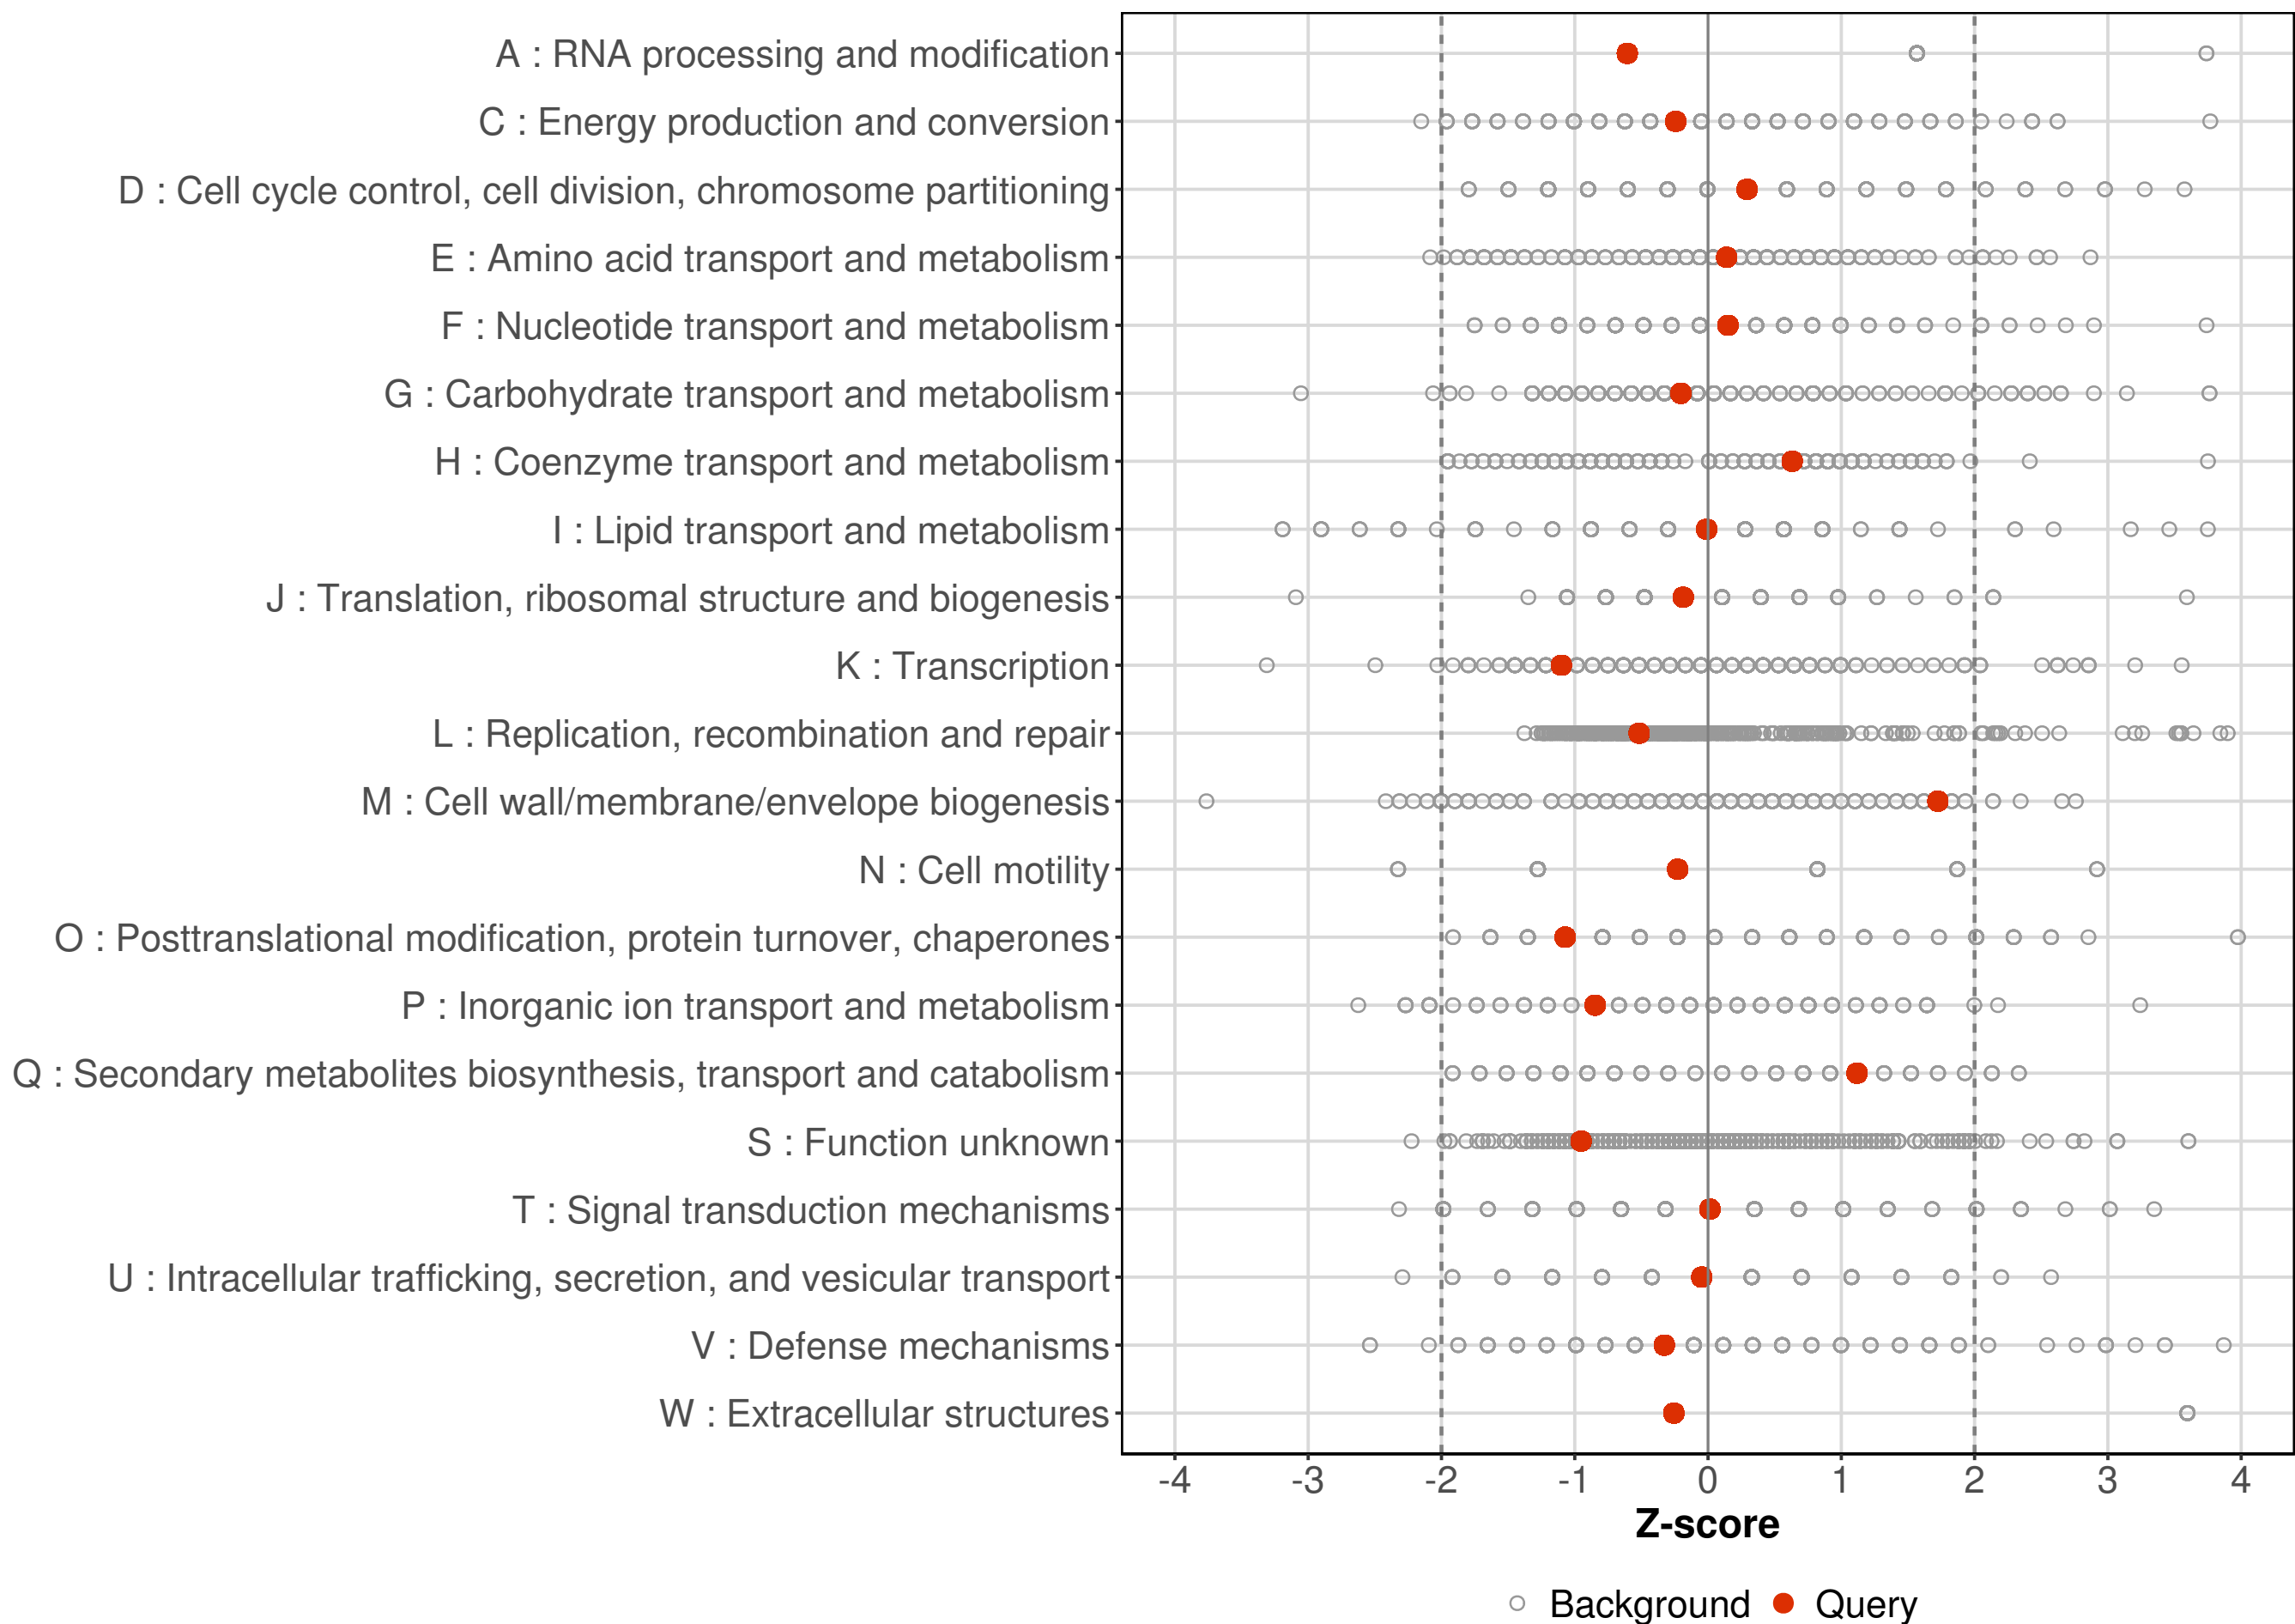 A : RNA processing and modification
C : Energy production and conversion
D : Cell cycle control, cell division, chromosome partitioning
E : Amino acid transport and metabolism
F : Nucleotide transport and metabolism
G : Carbohydrate transport and metabolism
H : Coenzyme transport and metabolism
I : Lipid transport and metabolism
J : Translation, ribosomal structure and biogenesis
K : Transcription
L : Replication, recombination and repair
M : Cell wall/membrane/envelope biogenesis
N : Cell motility
O : Posttranslational modification, protein turnover, chaperones
P : Inorganic ion transport and metabolism
Q : Secondary metabolites biosynthesis, transport and catabolism
S : Function unknown
T : Signal transduction mechanisms
U : Intracellular trafficking, secretion, and vesicular transport
V : Defense mechanisms
W : Extracellular structures
-4 -3 -2 -1 0 1 2 3 4
Z-score
Background Query